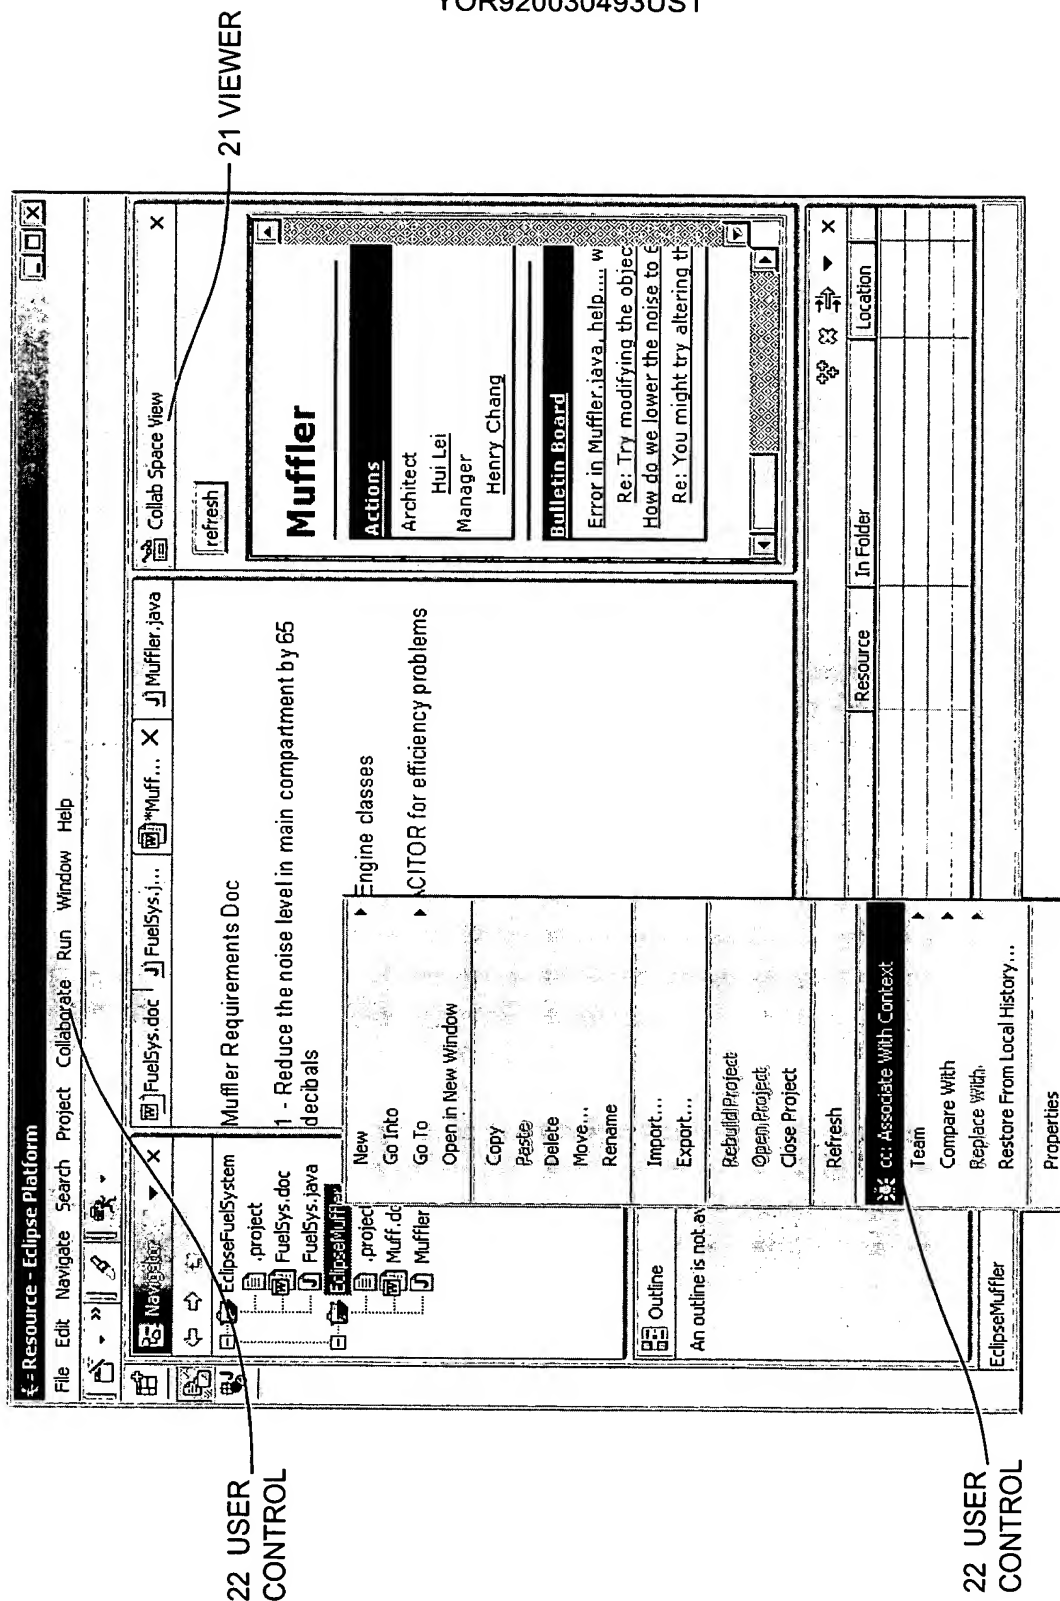 YOR920030493US1
21 VIEWER
22 USER
CONTROL
22 USER
CONTROL
- Resource - Eclipse Platform
File Edit Navigate Search Project Collaborate Run Window Help
Navigator
EclipseFuelSystem
.project
FuelSys.doc
FuelSys.java
EclipseMuffler
.project
Muff.dc
Muffler
Outline
An outline is not av
EclipseMuffler
FuelSys.doc
FuelSys.j...
*Muff...
Muffler.java
Muffler Requirements Doc
1 - Reduce the noise level in main compartment by 65
decibals
Engine classes
ACITOR for efficiency problems
New
Go Into
Go To
Open in New Window
Copy
Paste
Delete
Move...
Rename
Import...
Export...
Rebuild Project
Open Project
Close Project
Refresh
cc: Associate With Context
Team
Compare With
Replace With
Restore From Local History...
Properties
Collab Space View
refresh
Muffler
Actions
Architect
Hui Lei
Manager
Henry Chang
Bulletin Board
Error in Muffler.java, help.... w
Re: Try modifying the objec
How do we lower the noise to 6
Re: You might try altering th
Resource
In Folder
Location